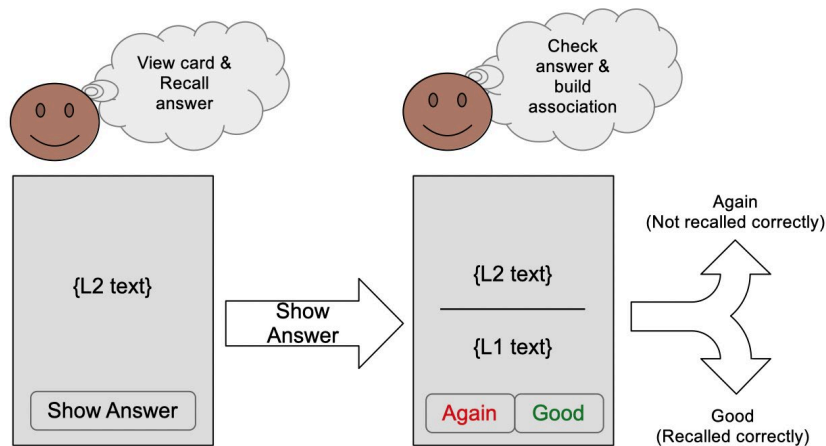 View card &
Recall
answer
Check
answer &
build
association
{L2 text}
Show Answer
Show
Answer
{L2 text}
{L1 text}
Again
Good
Again
(Not recalled correctly)
Good
(Recalled correctly)